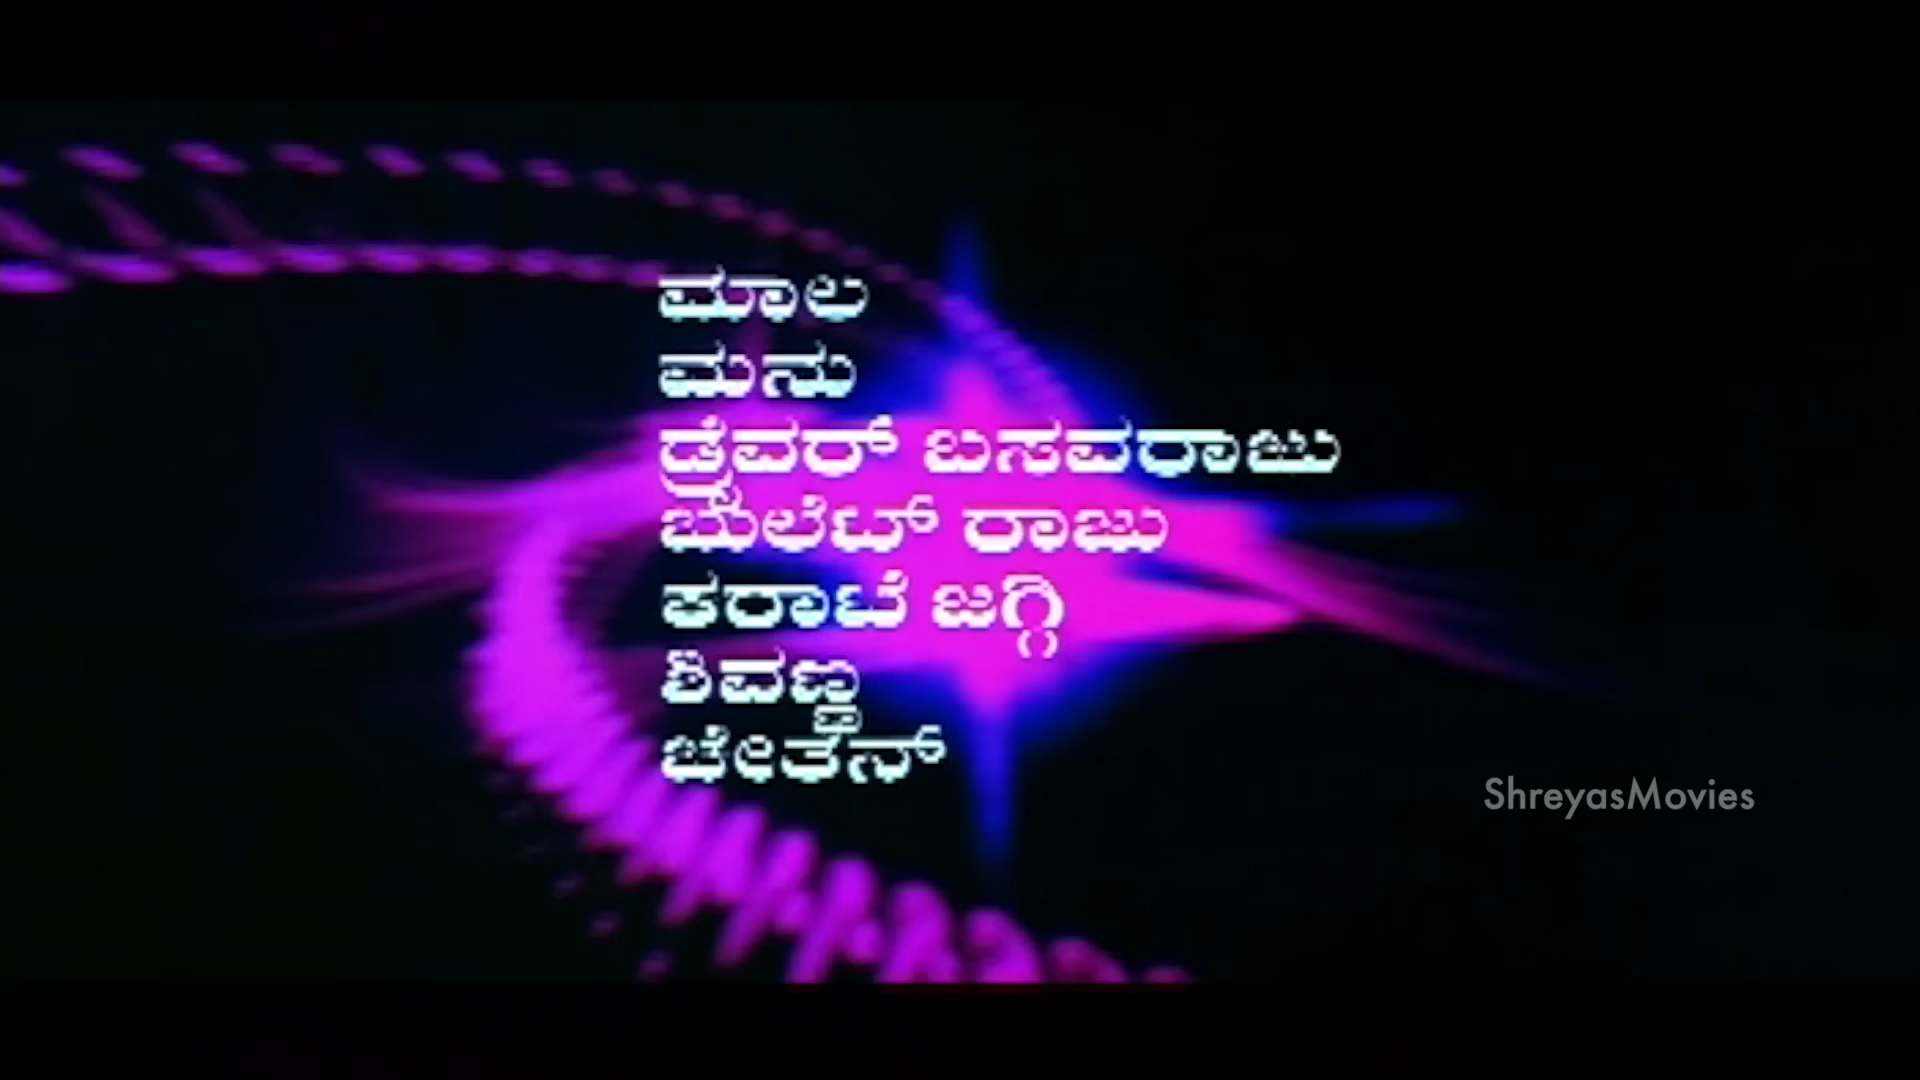 ಮಾಲ
ಮನು
ಡ್ರೈವರ್ ಬಸವರಾಜು
ಬುಲೆಟ್ ರಾಜು
ಕರಾಟೆ ಜಗ್ಗಿ
ಶಿವಣ್ಣ
ಚೇತನ್
ShreyasMovies